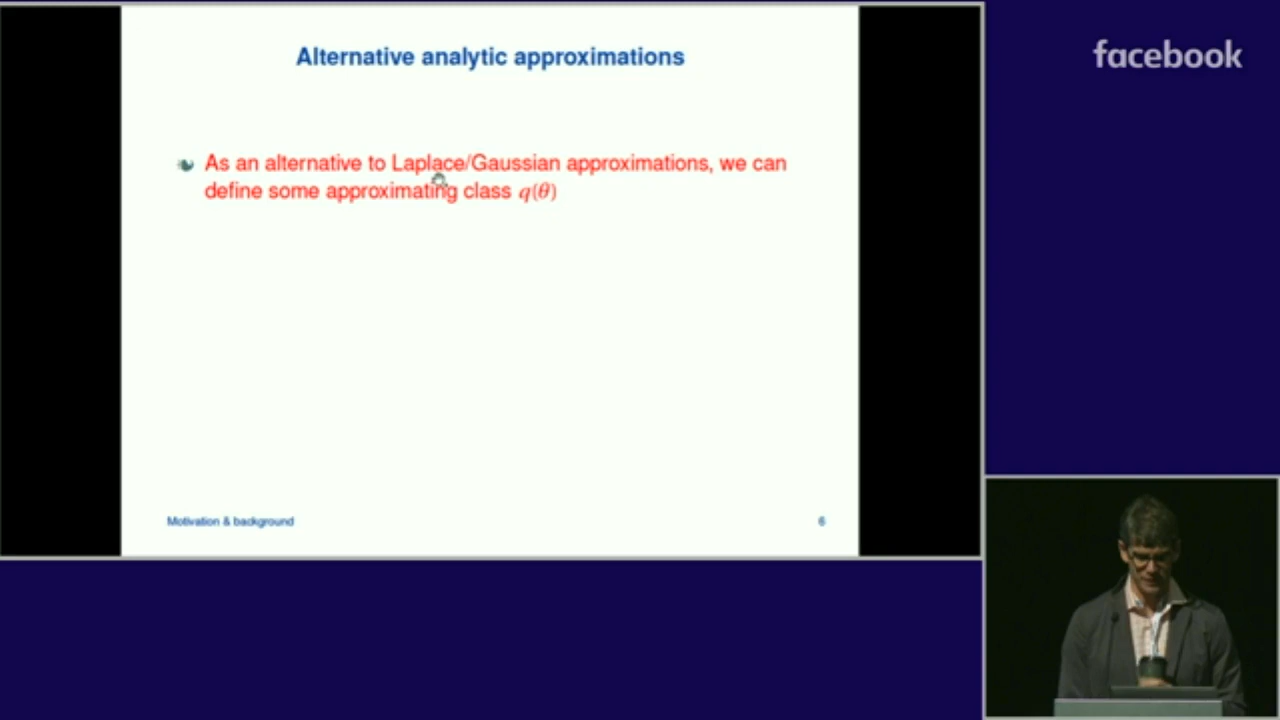 Alternative analytic approximations
As an alternative to Laplace/Gaussian approximations, we can
define some approximating class q(θ)
Motivation & background
6
facebook